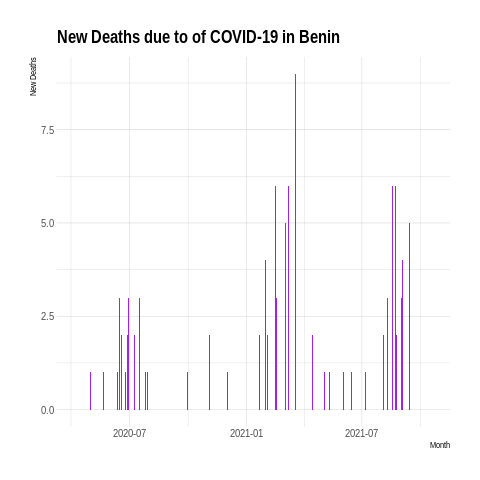 New Deaths due to of COVID-19 in Benin
New Deaths
7.5
5.0
2.5
0.0
2020-07 2021-01 2021-07
Month